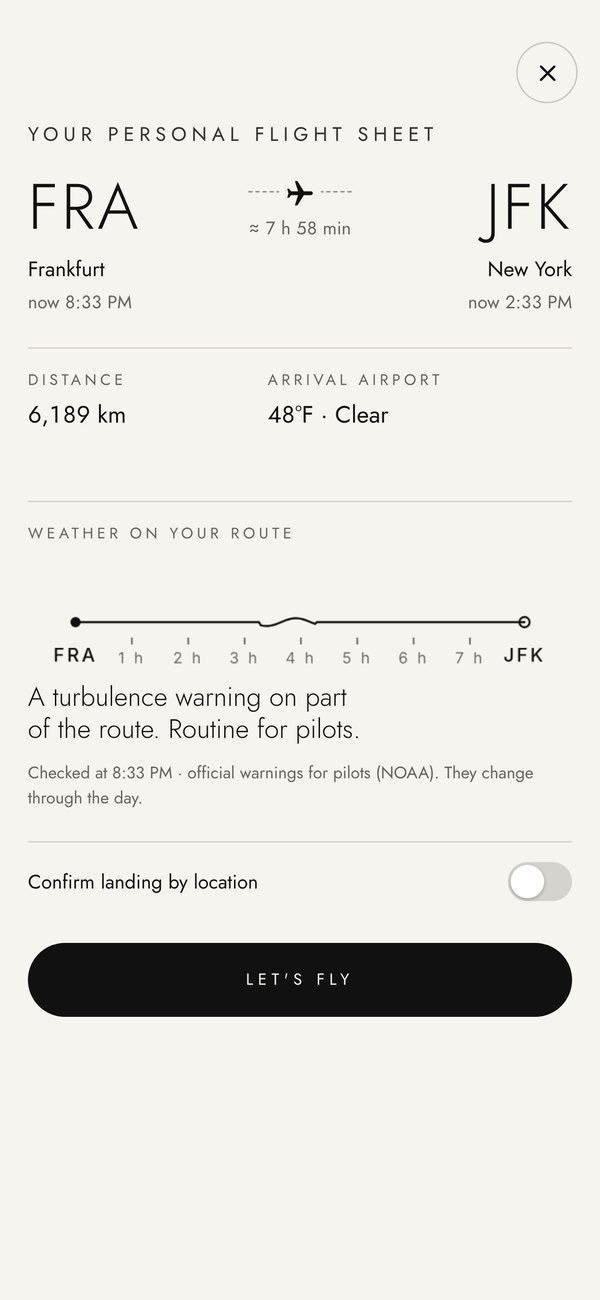 YOUR PERSONAL FLIGHT SHEET
FRA
JFK
≈ 7 h 58 min
Frankfurt
New York
now 8:33 PM
now 2:33 PM
DISTANCE
ARRIVAL AIRPORT
6,189 km
48°F · Clear
WEATHER ON YOUR ROUTE
FRA 1 h 2 h 3 h 4 h 5 h 6 h 7 h JFK
A turbulence warning on part
of the route. Routine for pilots.
Checked at 8:33 PM · official warnings for pilots (NOAA). They change
through the day.
Confirm landing by location
LET'S FLY